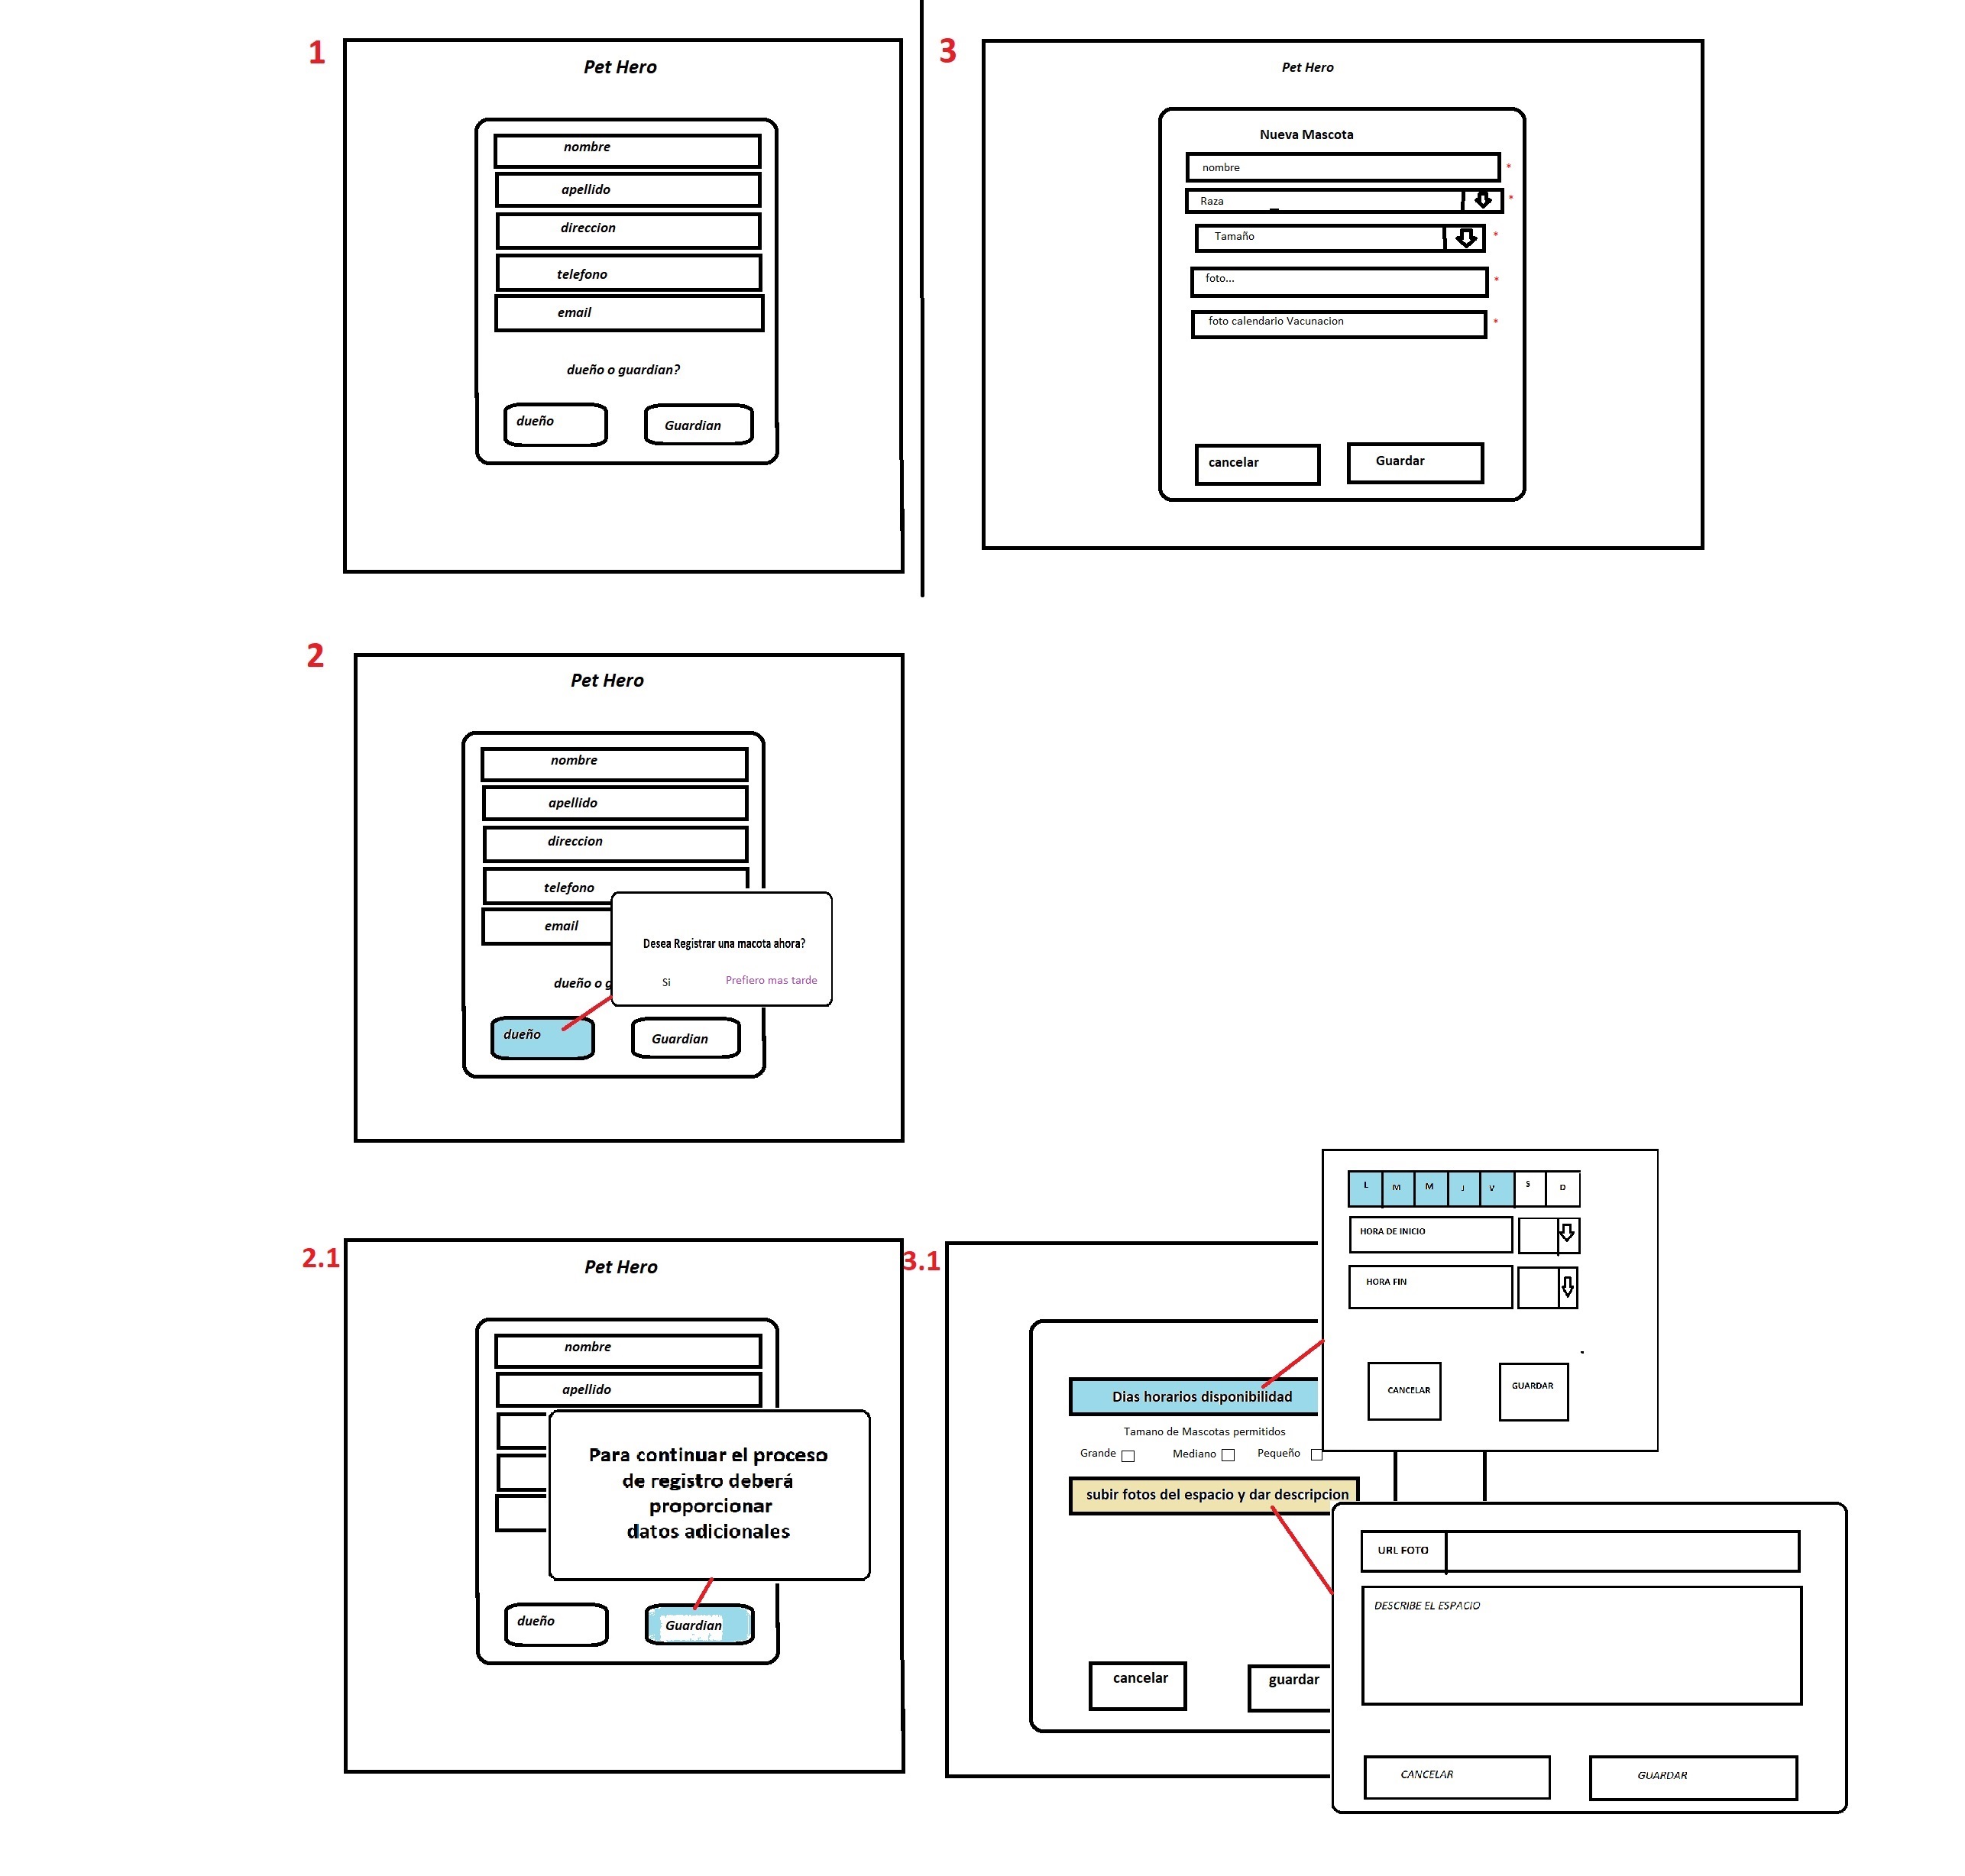 1
Pet Hero
nombre
apellido
direccion
telefono
email
dueño o guardian?
dueño
Guardian
3
Pet Hero
Nueva Mascota
nombre
*
Raza
*
Tamaño
*
foto...
*
foto calendario Vacunacion
*
cancelar
Guardar
2
Pet Hero
nombre
apellido
direccion
telefono
email
dueño o g
Desea Registrar una macota ahora?
Si
Prefiero mas tarde
dueño
Guardian
2.1
Pet Hero
nombre
apellido
Para continuar el proceso
de registro deberá
proporcionar
datos adicionales
dueño
Guardian
3.1
Dias horarios disponibilidad
Tamano de Mascotas permitidos
Grande
Mediano
Pequeño
subir fotos del espacio y dar descripcion
cancelar
guardar
L M M J V S D
HORA DE INICIO
HORA FIN
CANCELAR
GUARDAR
URL FOTO
DESCRIBE EL ESPACIO
CANCELAR
GUARDAR